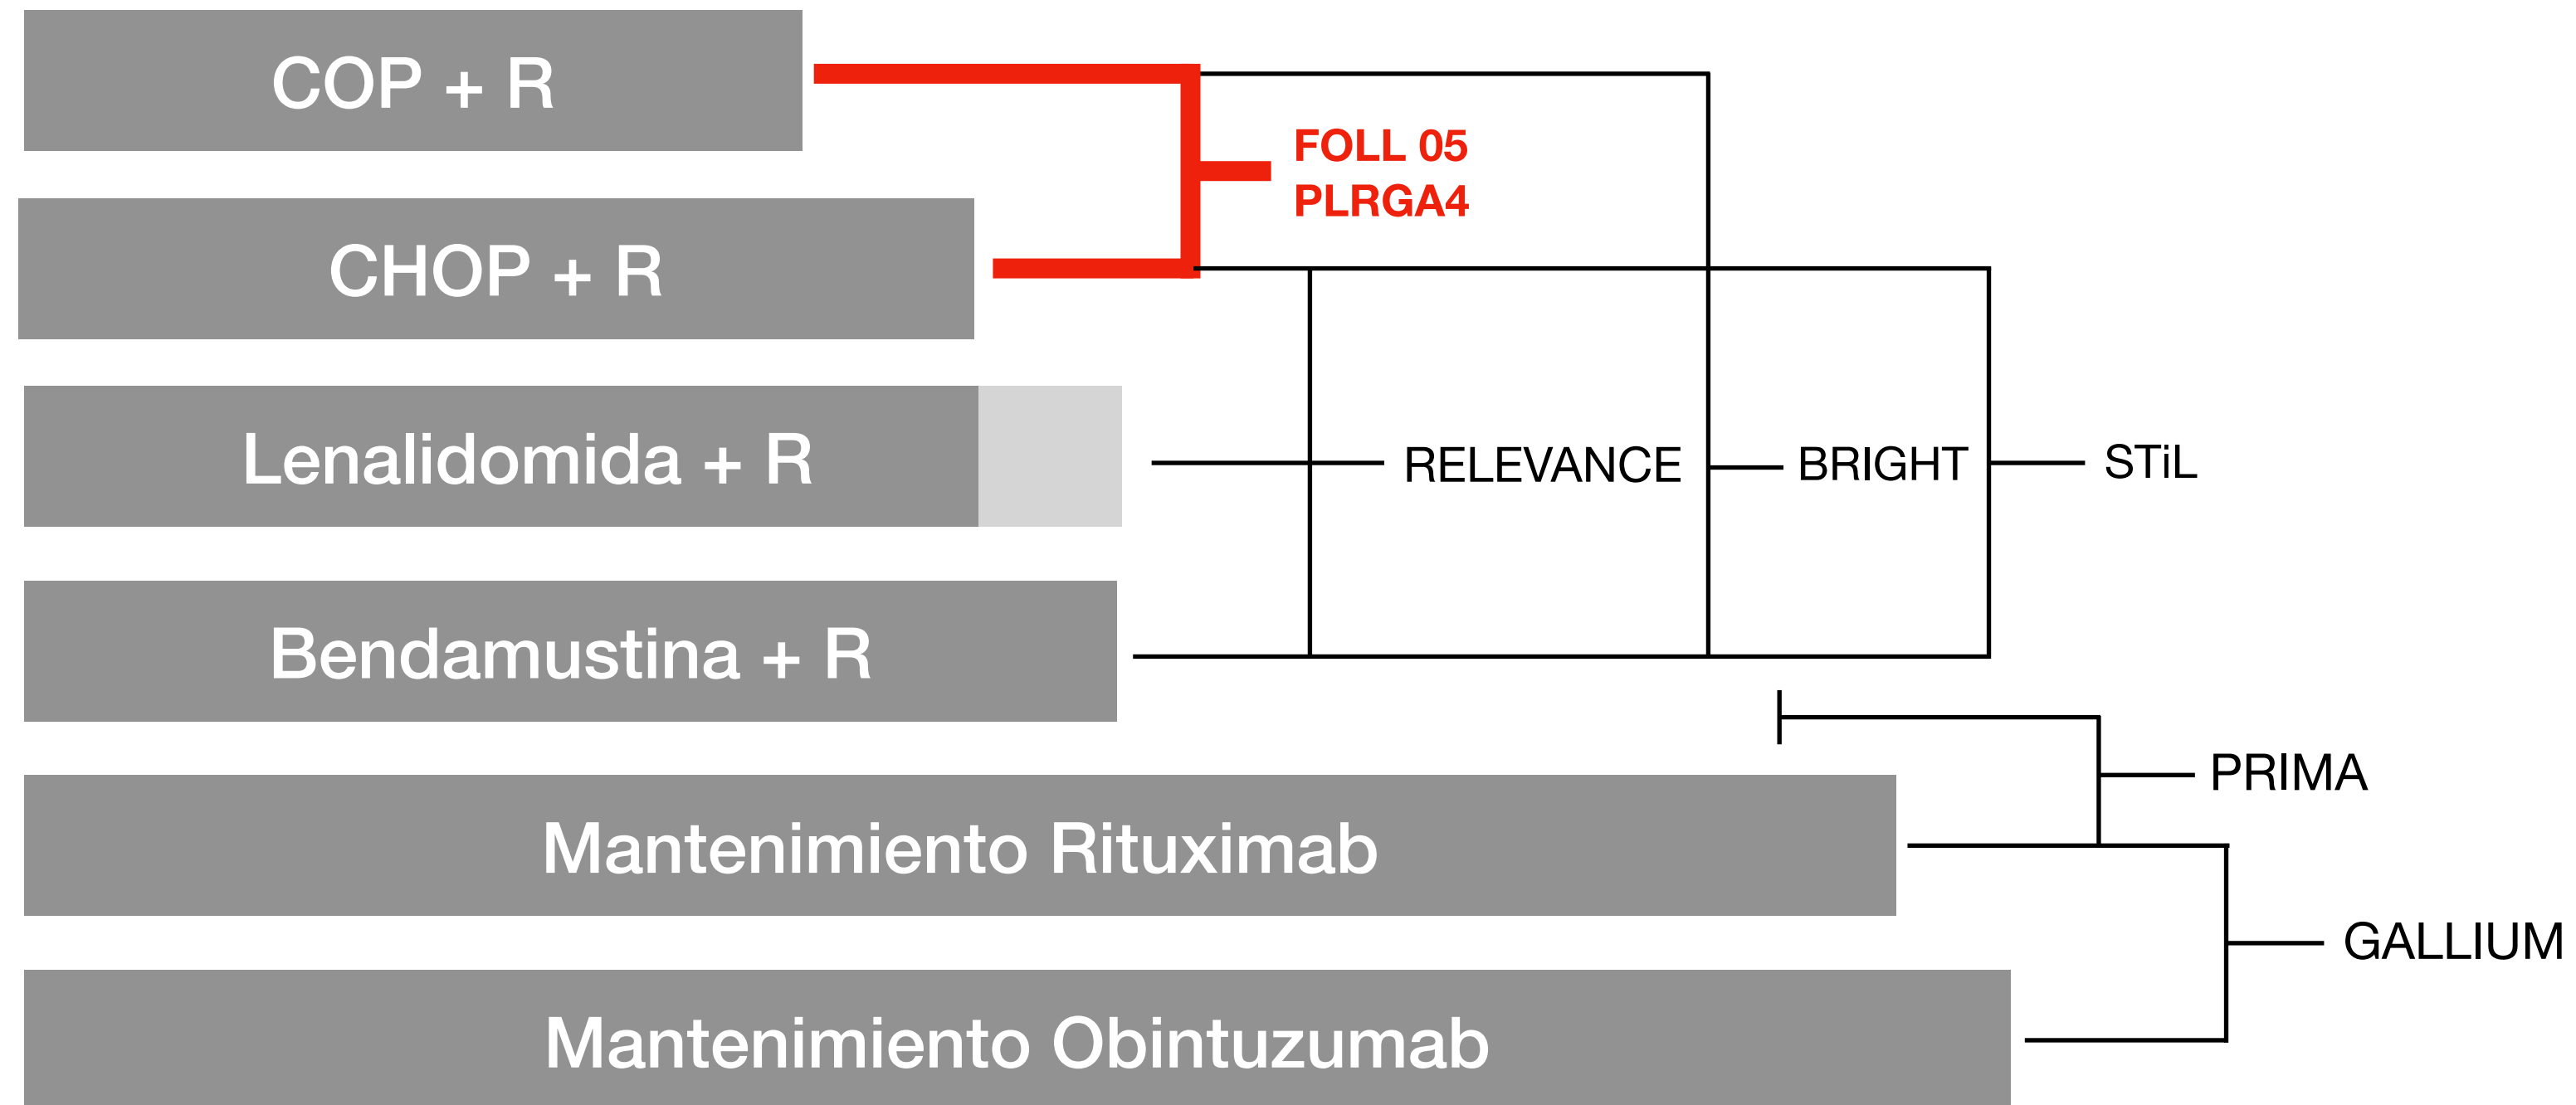 COP + R
FOLL 05
PLRGA4
CHOP + R
Lenalidomida + R
RELEVANCE
BRIGHT
STiL
Bendamustina + R
PRIMA
Mantenimiento Rituximab
GALLIUM
Mantenimiento Obintuzumab